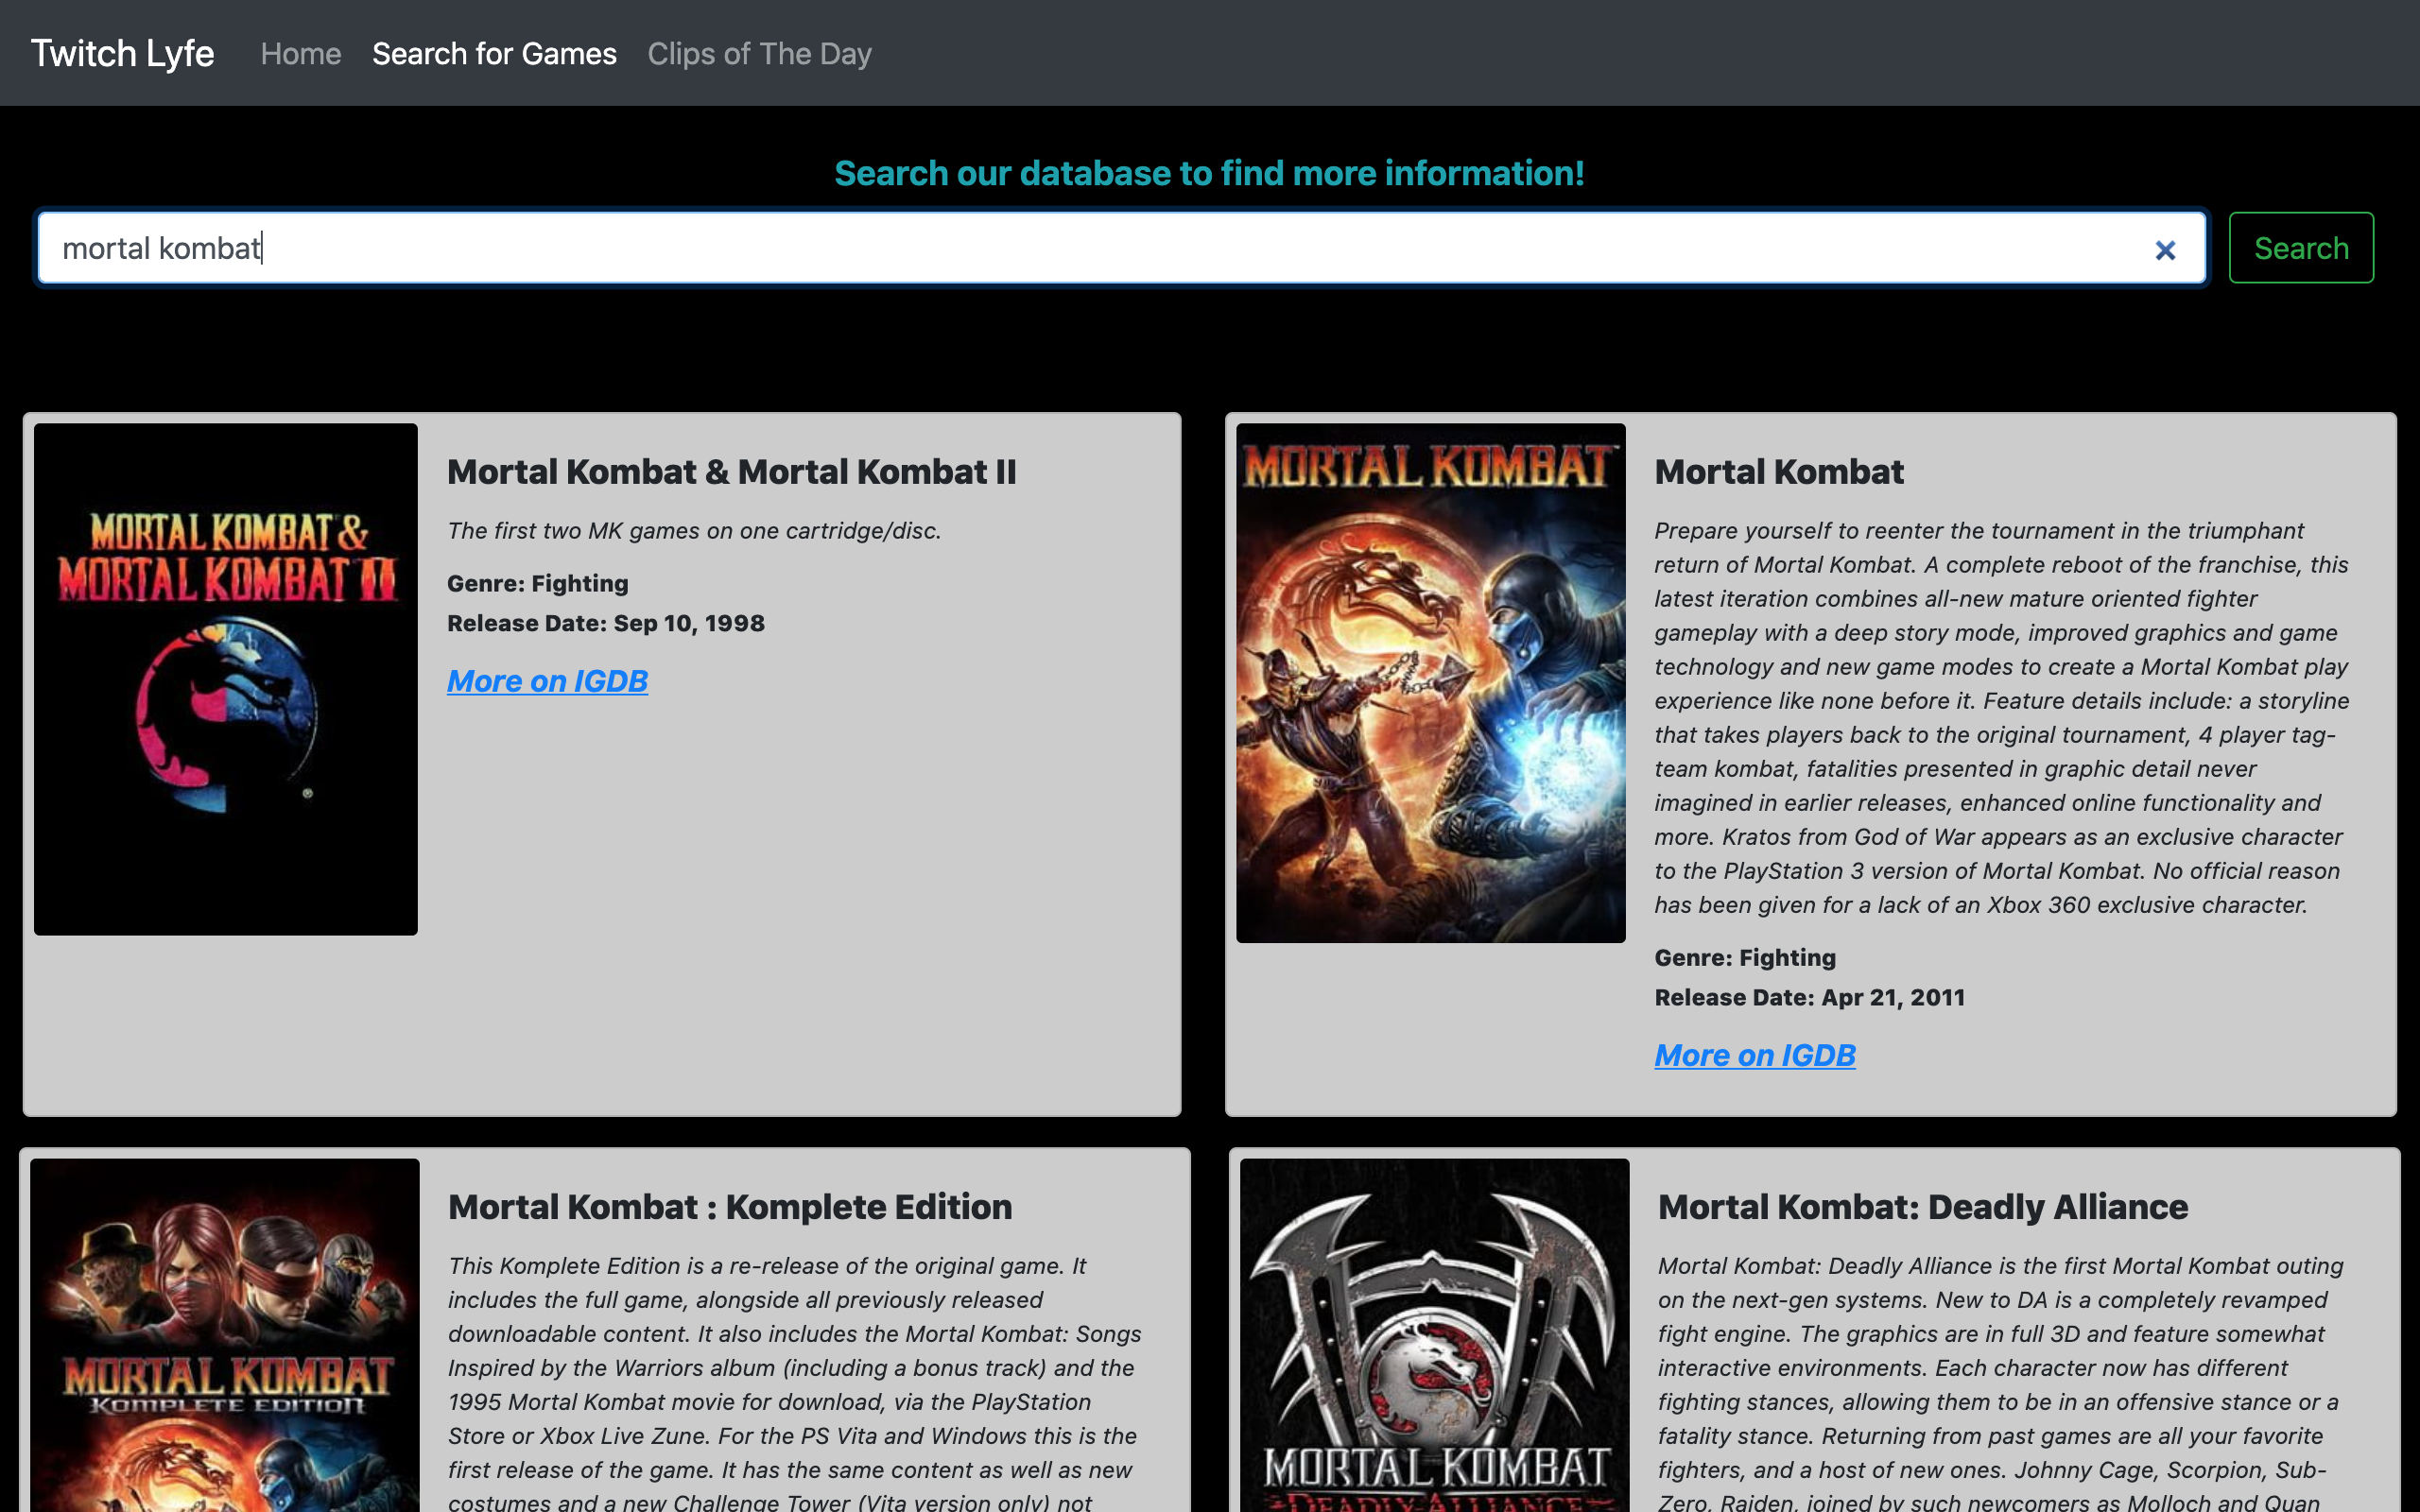 Twitch Lyfe Home Search for Games Clips of The Day
Search our database to find more information!
mortal kombat × Search
MORTAL KOMBAT &
MORTAL KOMBAT II
®
Mortal Kombat & Mortal Kombat II
The first two MK games on one cartridge/disc.
Genre: Fighting
Release Date: Sep 10, 1998
More on IGDB
MORTAL KOMBAT
Mortal Kombat
Prepare yourself to reenter the tournament in the triumphant
return of Mortal Kombat. A complete reboot of the franchise, this
latest iteration combines all-new mature oriented fighter
gameplay with a deep story mode, improved graphics and game
technology and new game modes to create a Mortal Kombat play
experience like none before it. Feature details include: a storyline
that takes players back to the original tournament, 4 player tag-
team kombat, fatalities presented in graphic detail never
imagined in earlier releases, enhanced online functionality and
more. Kratos from God of War appears as an exclusive character
to the PlayStation 3 version of Mortal Kombat. No official reason
has been given for a lack of an Xbox 360 exclusive character.
Genre: Fighting
Release Date: Apr 21, 2011
More on IGDB
MORTAL KOMBAT
KOMPLETE EDITION
Mortal Kombat : Komplete Edition
This Komplete Edition is a re-release of the original game. It
includes the full game, alongside all previously released
downloadable content. It also includes the Mortal Kombat: Songs
Inspired by the Warriors album (including a bonus track) and the
1995 Mortal Kombat movie for download, via the PlayStation
Store or Xbox Live Zune. For the PS Vita and Windows this is the
first release of the game. It has the same content as well as new
costumes and a new Challenge Tower (Vita version only) not
MORTAL KOMBAT
DEADLY ALLIANCE
Mortal Kombat: Deadly Alliance
Mortal Kombat: Deadly Alliance is the first Mortal Kombat outing
on the next-gen systems. New to DA is a completely revamped
fight engine. The graphics are in full 3D and feature somewhat
interactive environments. Each character now has different
fighting stances, allowing them to be in an offensive stance or a
fatality stance. Returning from past games are all your favorite
fighters, and a host of new ones. Johnny Cage, Scorpion, Sub-
Zero, Raiden, joined by such newcomers as Molloch and Quan